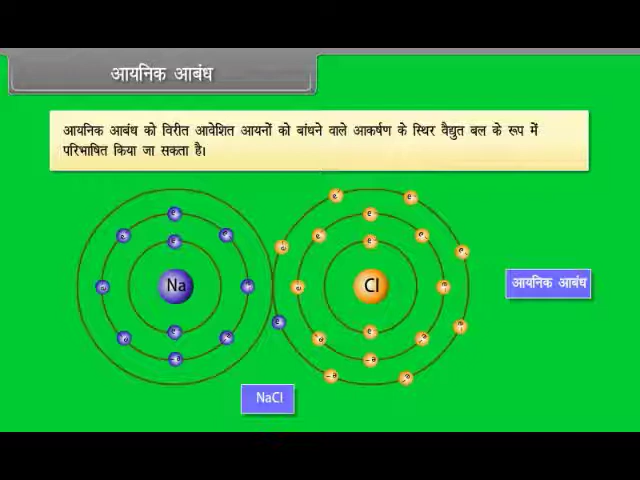 आयनिक आबंध
आयनिक आबंध को विरीत आवेशित आयनों को बांधने वाले आकर्षण के स्थिर वैद्युत बल के रूप में
परिभाषित किया जा सकता है।
e⁻ e⁻ e⁻ e⁻ e⁻ e⁻ e⁻ e⁻ e⁻ e⁻
Na
e⁻ e⁻ e⁻ e⁻ e⁻ e⁻ e⁻ e⁻ e⁻ e⁻ e⁻ e⁻ e⁻ e⁻ e⁻ e⁻ e⁻ e⁻
Cl
आयनिक आबंध
NaCl